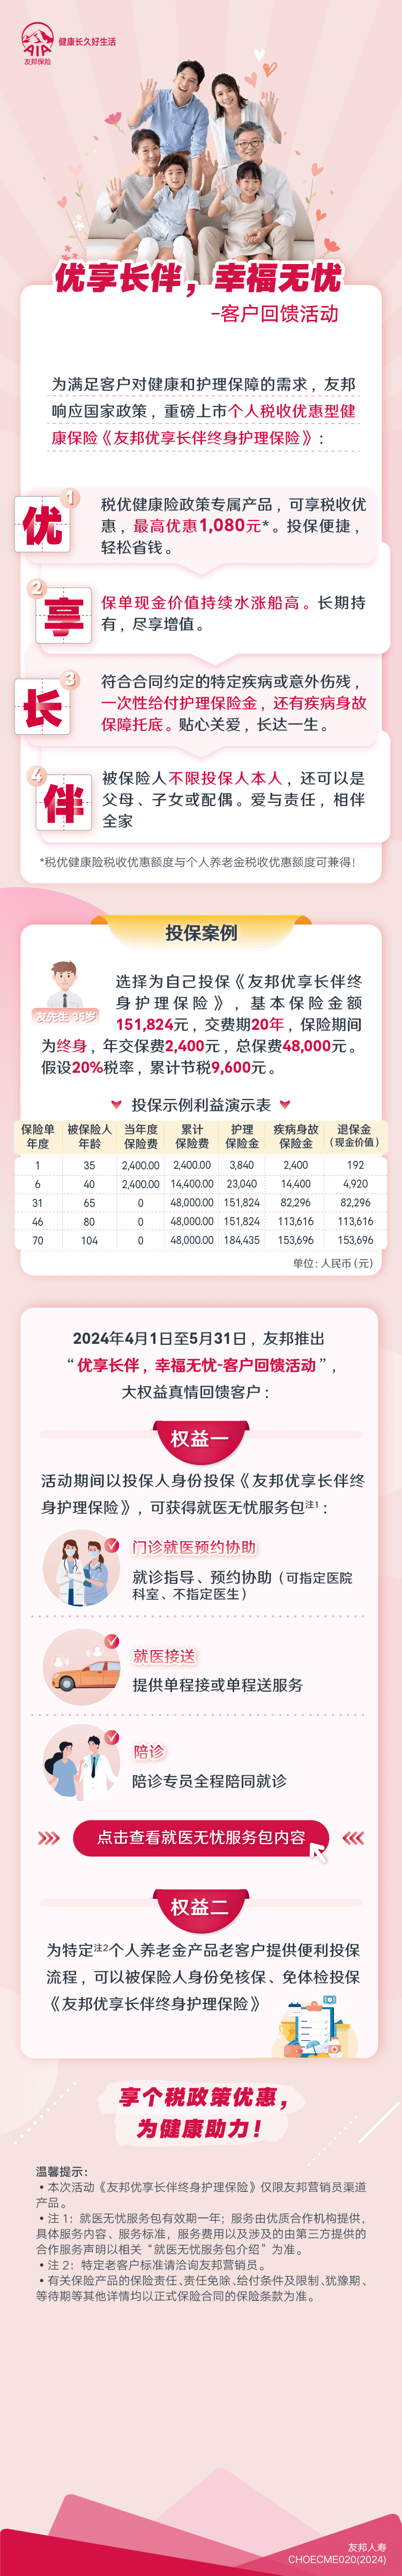 AIA
友邦保险
健康长久好生活
优享长伴，幸福无忧
-客户回馈活动
为满足客户对健康和护理保障的需求，友邦
响应国家政策，重磅上市个人税收优惠型健
康保险《友邦优享长伴终身护理保险》：
1
优
税优健康险政策专属产品，可享税收优
惠，最高优惠1,080元*。投保便捷，
轻松省钱。
2
享
保单现金价值持续水涨船高。长期持
有，尽享增值。
3
长
符合合同约定的特定疾病或意外伤残，
一次性给付护理保险金，还有疾病身故
保障托底。贴心关爱，长达一生。
4
伴
被保险人不限投保人本人，还可以是
父母、子女或配偶。爱与责任，相伴
全家
*税优健康险税收优惠额度与个人养老金税收优惠额度可兼得！
投保案例
友先生 35岁
选择为自己投保《友邦优享长伴终
身护理保险》，基本保险金额
151,824元，交费期20年，保险期间
为终身，年交保费2,400元，总保费48,000元。
假设20%税率，累计节税9,600元。
投保示例利益演示表
保险单年度 被保险人年龄 当年度保险费 累计保险费 护理保险金 疾病身故保险金 退保金（现金价值）
1 35 2,400.00 2,400.00 3,840 2,400 192
6 40 2,400.00 14,400.00 23,040 14,400 4,920
31 65 0 48,000.00 151,824 82,296 82,296
46 80 0 48,000.00 151,824 113,616 113,616
70 104 0 48,000.00 184,435 153,696 153,696
单位：人民币（元）
2024年4月1日至5月31日，友邦推出
“优享长伴，幸福无忧-客户回馈活动”，
大权益真情回馈客户：
权益一
活动期间以投保人身份投保《友邦优享长伴终
身护理保险》，可获得就医无忧服务包注1：
门诊就医预约协助
就诊指导、预约协助（可指定医院
科室、不指定医生）
就医接送
提供单程接或单程送服务
陪诊
陪诊专员全程陪同就诊
点击查看就医无忧服务包内容
权益二
为特定注2个人养老金产品老客户提供便利投保
流程，可以被保险人身份免核保、免体检投保
《友邦优享长伴终身护理保险》
享个税政策优惠，
为健康助力！
温馨提示：
•本次活动《友邦优享长伴终身护理保险》仅限友邦营销员渠道
产品。
•注1：就医无忧服务包有效期一年；服务由优质合作机构提供，
具体服务内容、服务标准，服务费用以及涉及的由第三方提供的
合作服务声明以相关“就医无忧服务包介绍”为准。
•注2：特定老客户标准请洽询友邦营销员。
•有关保险产品的保险责任、责任免除、给付条件及限制、犹豫期、
等待期等其他详情均以正式保险合同的保险条款为准。
友邦人寿
CHOECME020(2024)